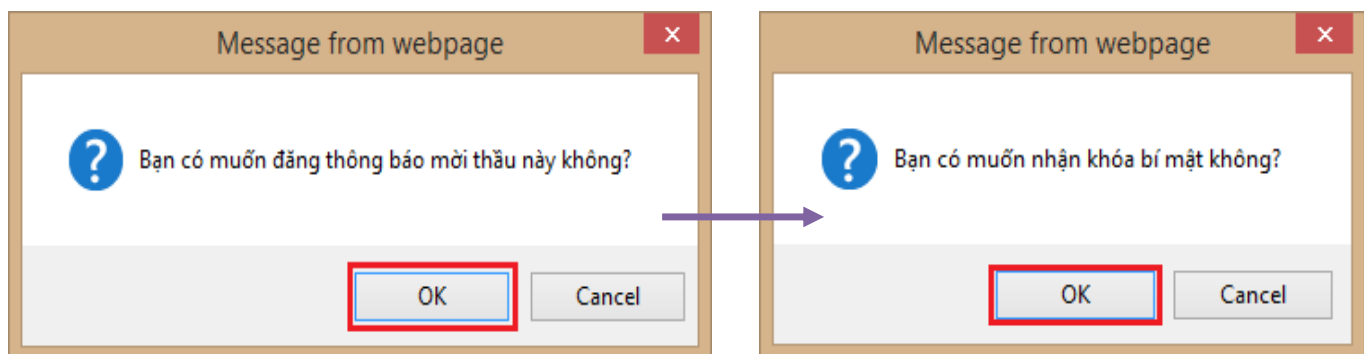 Message from webpage
x
?
Bạn có muốn đăng thông báo mời thầu này không?
OK
Cancel
Message from webpage
x
?
Bạn có muốn nhận khóa bí mật không?
OK
Cancel